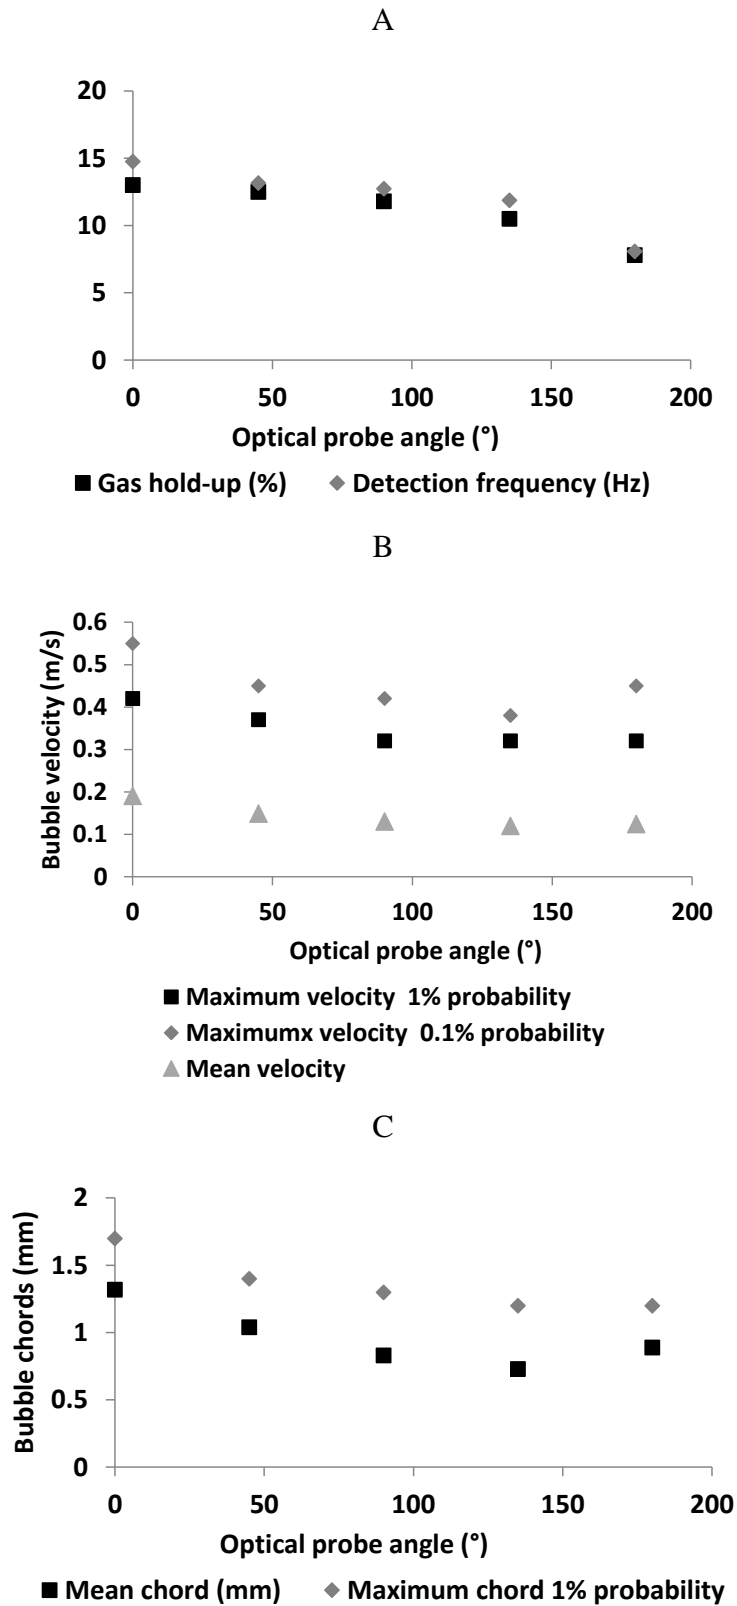 A
20
15
10
5
0
0 50 100 150 200
Optical probe angle (°)
Gas hold-up (%) Detection frequency (Hz)
B
Bubble velocity (m/s)
0.6
0.5
0.4
0.3
0.2
0.1
0
0 50 100 150 200
Optical probe angle (°)
Maximum velocity 1% probability
Maximumx velocity 0.1% probability
Mean velocity
C
Bubble chords (mm)
2
1.5
1
0.5
0
0 50 100 150 200
Optical probe angle (°)
Mean chord (mm) Maximum chord 1% probability